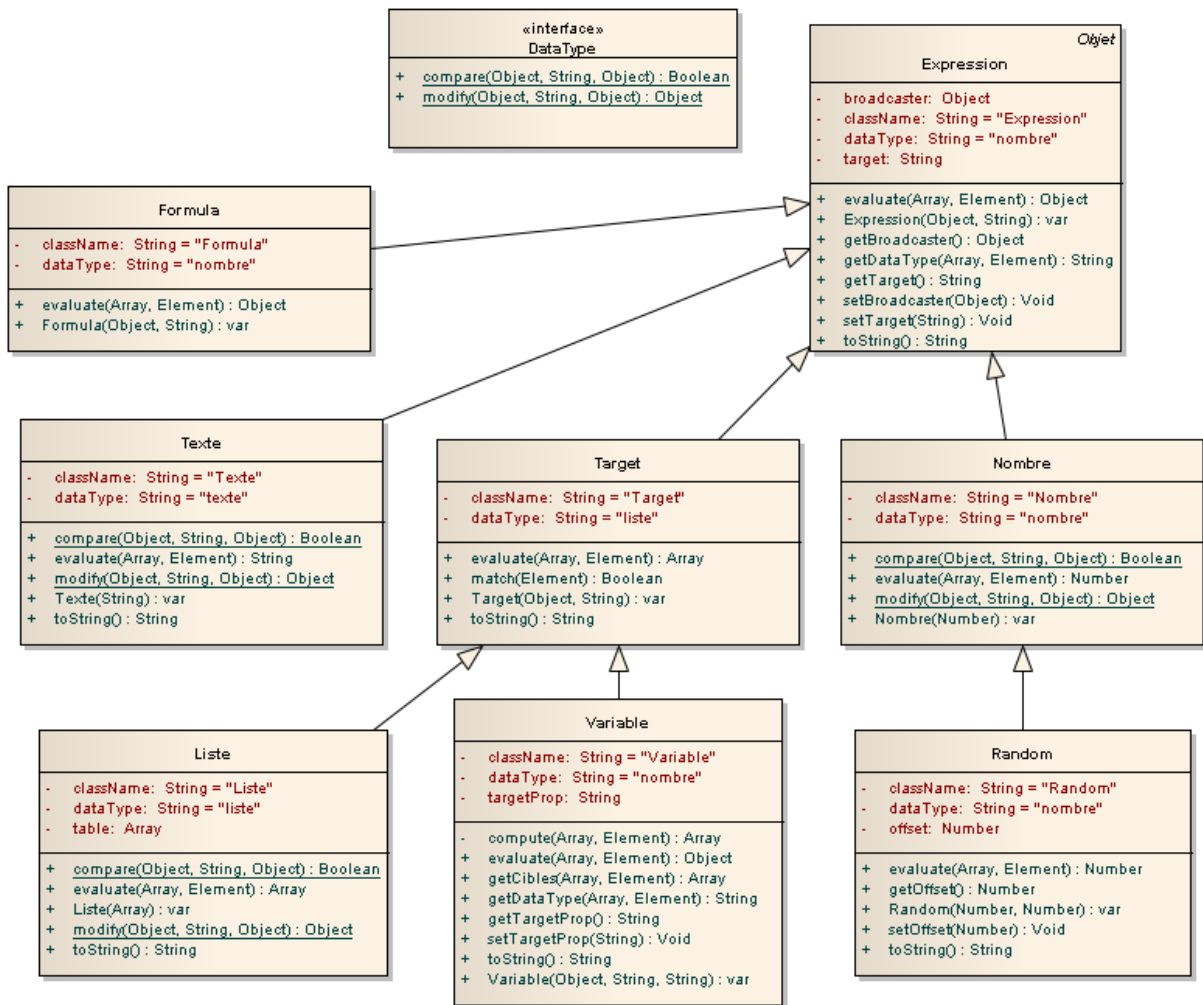 «interface»
DataType
+ compare(Object, String, Object) : Boolean
+ modify(Object, String, Object) : Object
Objet
Expression
- broadcaster: Object
- className: String = "Expression"
- dataType: String = "nombre"
- target: String
+ evaluate(Array, Element) : Object
+ Expression(Object, String) : var
+ getBroadcaster() : Object
+ getDataType(Array, Element) : String
+ getTarget() : String
+ setBroadcaster(Object) : Void
+ setTarget(String) : Void
+ toString() : String
Formula
- className: String = "Formula"
- dataType: String = "nombre"
+ evaluate(Array, Element) : Object
+ Formula(Object, String) : var
Texte
- className: String = "Texte"
- dataType: String = "texte"
+ compare(Object, String, Object) : Boolean
+ evaluate(Array, Element) : String
+ modify(Object, String, Object) : Object
+ Texte(String) : var
+ toString() : String
Target
- className: String = "Target"
- dataType: String = "liste"
+ evaluate(Array, Element) : Array
+ match(Element) : Boolean
+ Target(Object, String) : var
+ toString() : String
Nombre
- className: String = "Nombre"
- dataType: String = "nombre"
+ compare(Object, String, Object) : Boolean
+ evaluate(Array, Element) : Number
+ modify(Object, String, Object) : Object
+ Nombre(Number) : var
Liste
- className: String = "Liste"
- dataType: String = "liste"
- table: Array
+ compare(Object, String, Object) : Boolean
+ evaluate(Array, Element) : Array
+ Liste(Array) : var
+ modify(Object, String, Object) : Object
+ toString() : String
Variable
- className: String = "Variable"
- dataType: String = "nombre"
- targetProp: String
- compute(Array, Element) : Array
+ evaluate(Array, Element) : Object
+ getCibles(Array, Element) : Array
+ getDataType(Array, Element) : String
+ getTargetProp() : String
+ setTargetProp(String) : Void
+ toString() : String
+ Variable(Object, String, String) : var
Random
- className: String = "Random"
- dataType: String = "nombre"
- offset: Number
+ evaluate(Array, Element) : Number
+ getOffset() : Number
+ Random(Number, Number) : var
+ setOffset(Number) : Void
+ toString() : String